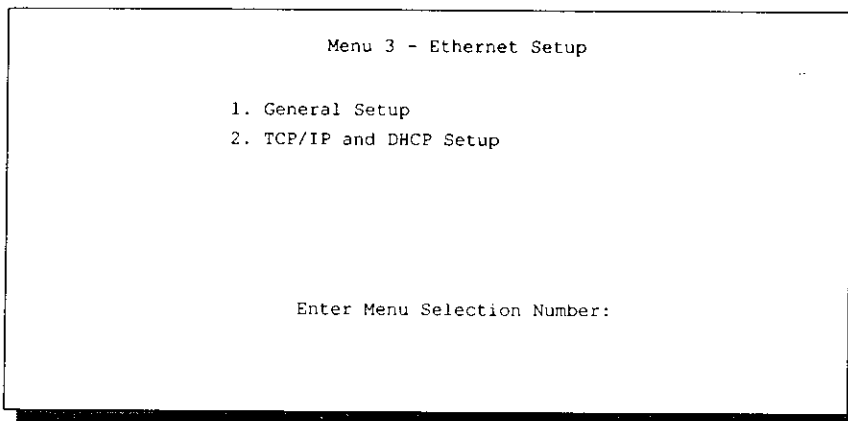 Menu 3 - Ethernet Setup
1. General Setup
2. TCP/IP and DHCP Setup
Enter Menu Selection Number: